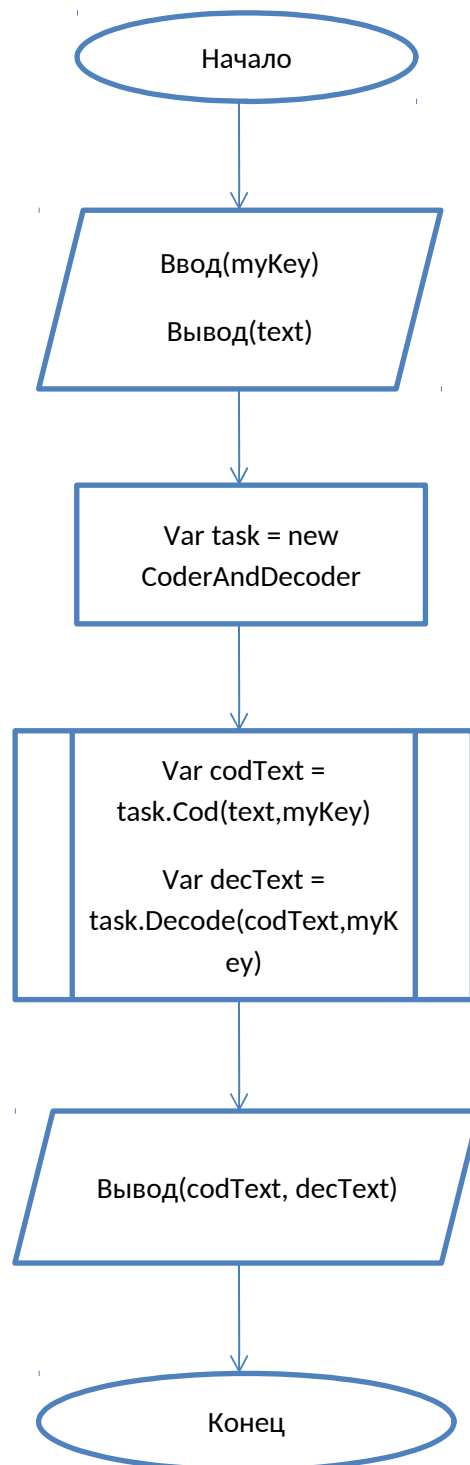 Начало
Ввод(myKey)
Вывод(text)
Var task = new
CoderAndDecoder
Var codText =
task.Cod(text,myKey)
Var decText =
task.Decode(codText,myK
ey)
Вывод(codText, decText)
Конец